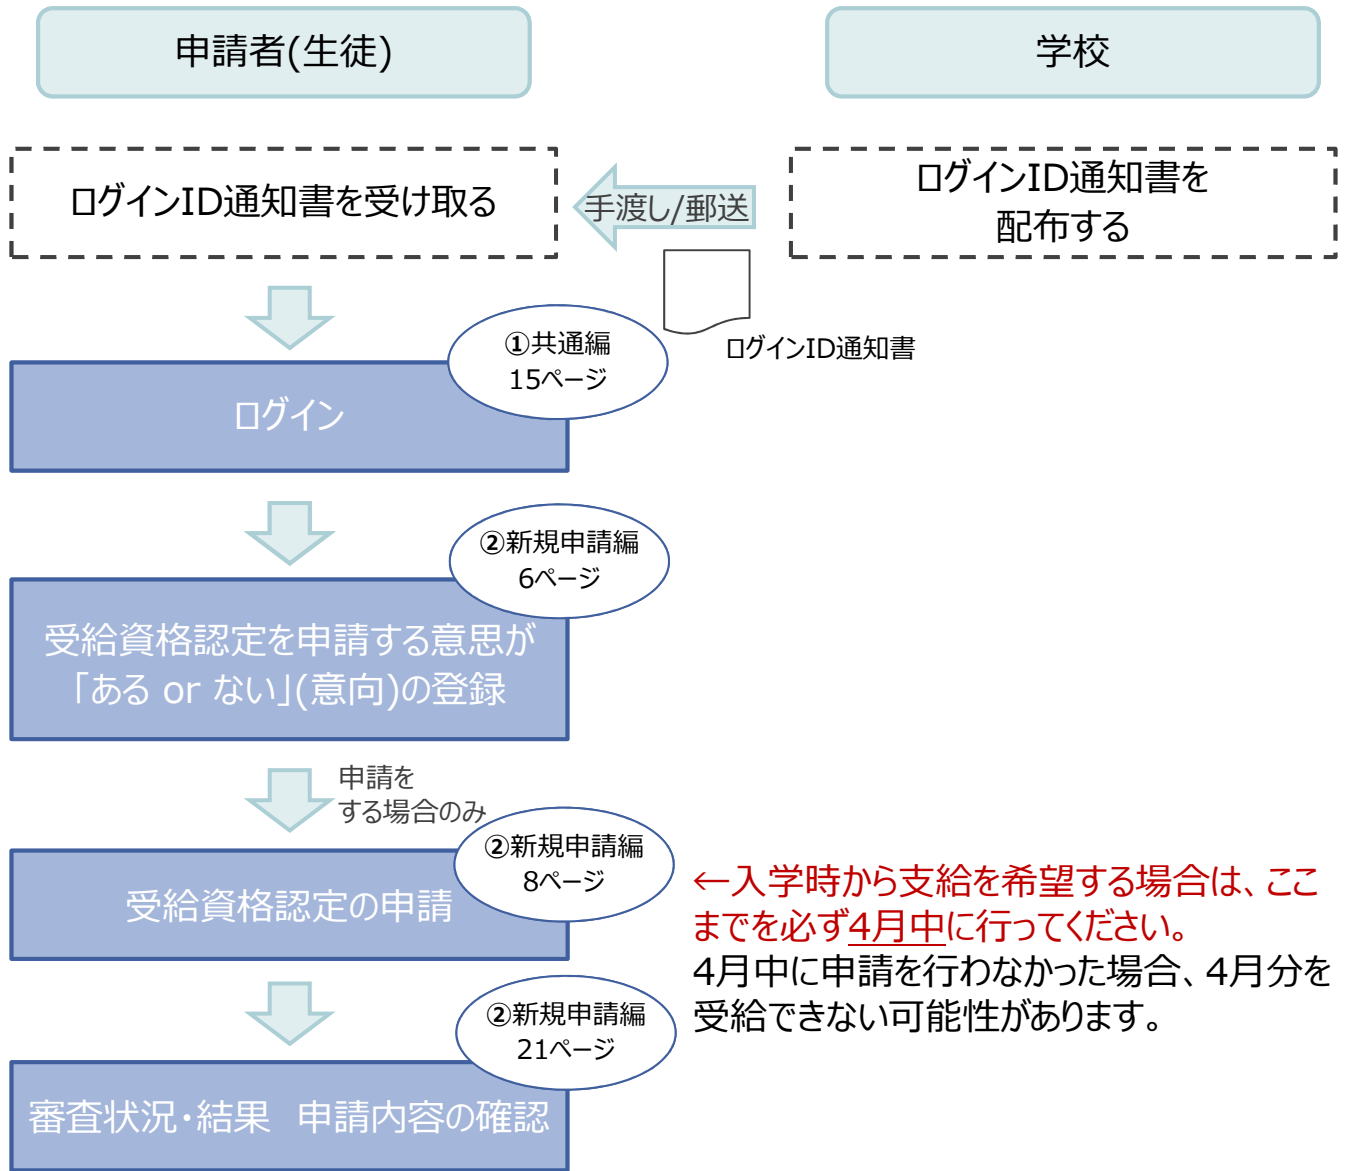 申請者(生徒)
学校
ログインID通知書を受け取る
手渡し/郵送
ログインID通知書を
配布する
ログインID通知書
①共通編
15ページ
ログイン
②新規申請編
6ページ
受給資格認定を申請する意思が
「ある or ない」(意向)の登録
申請を
する場合のみ
②新規申請編
8ページ
受給資格認定の申請
←入学時から支給を希望する場合は、ここ
までを必ず4月中に行ってください。
4月中に申請を行わなかった場合、4月分を
受給できない可能性があります。
②新規申請編
21ページ
審査状況・結果　申請内容の確認